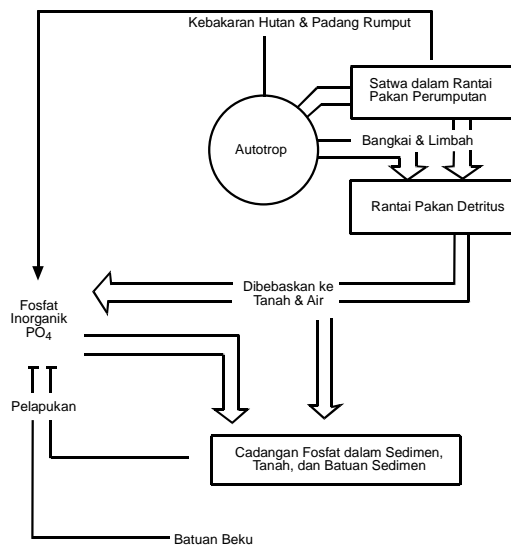 Kebakaran Hutan & Padang Rumput
Satwa dalam Rantai
Pakan Perumputan
Autotrop
Bangkai & Limbah
Rantai Pakan Detritus
Dibebaskan ke
Tanah & Air
Fosfat
Inorganik
PO4
Pelapukan
Cadangan Fosfat dalam Sedimen,
Tanah, dan Batuan Sedimen
Batuan Beku